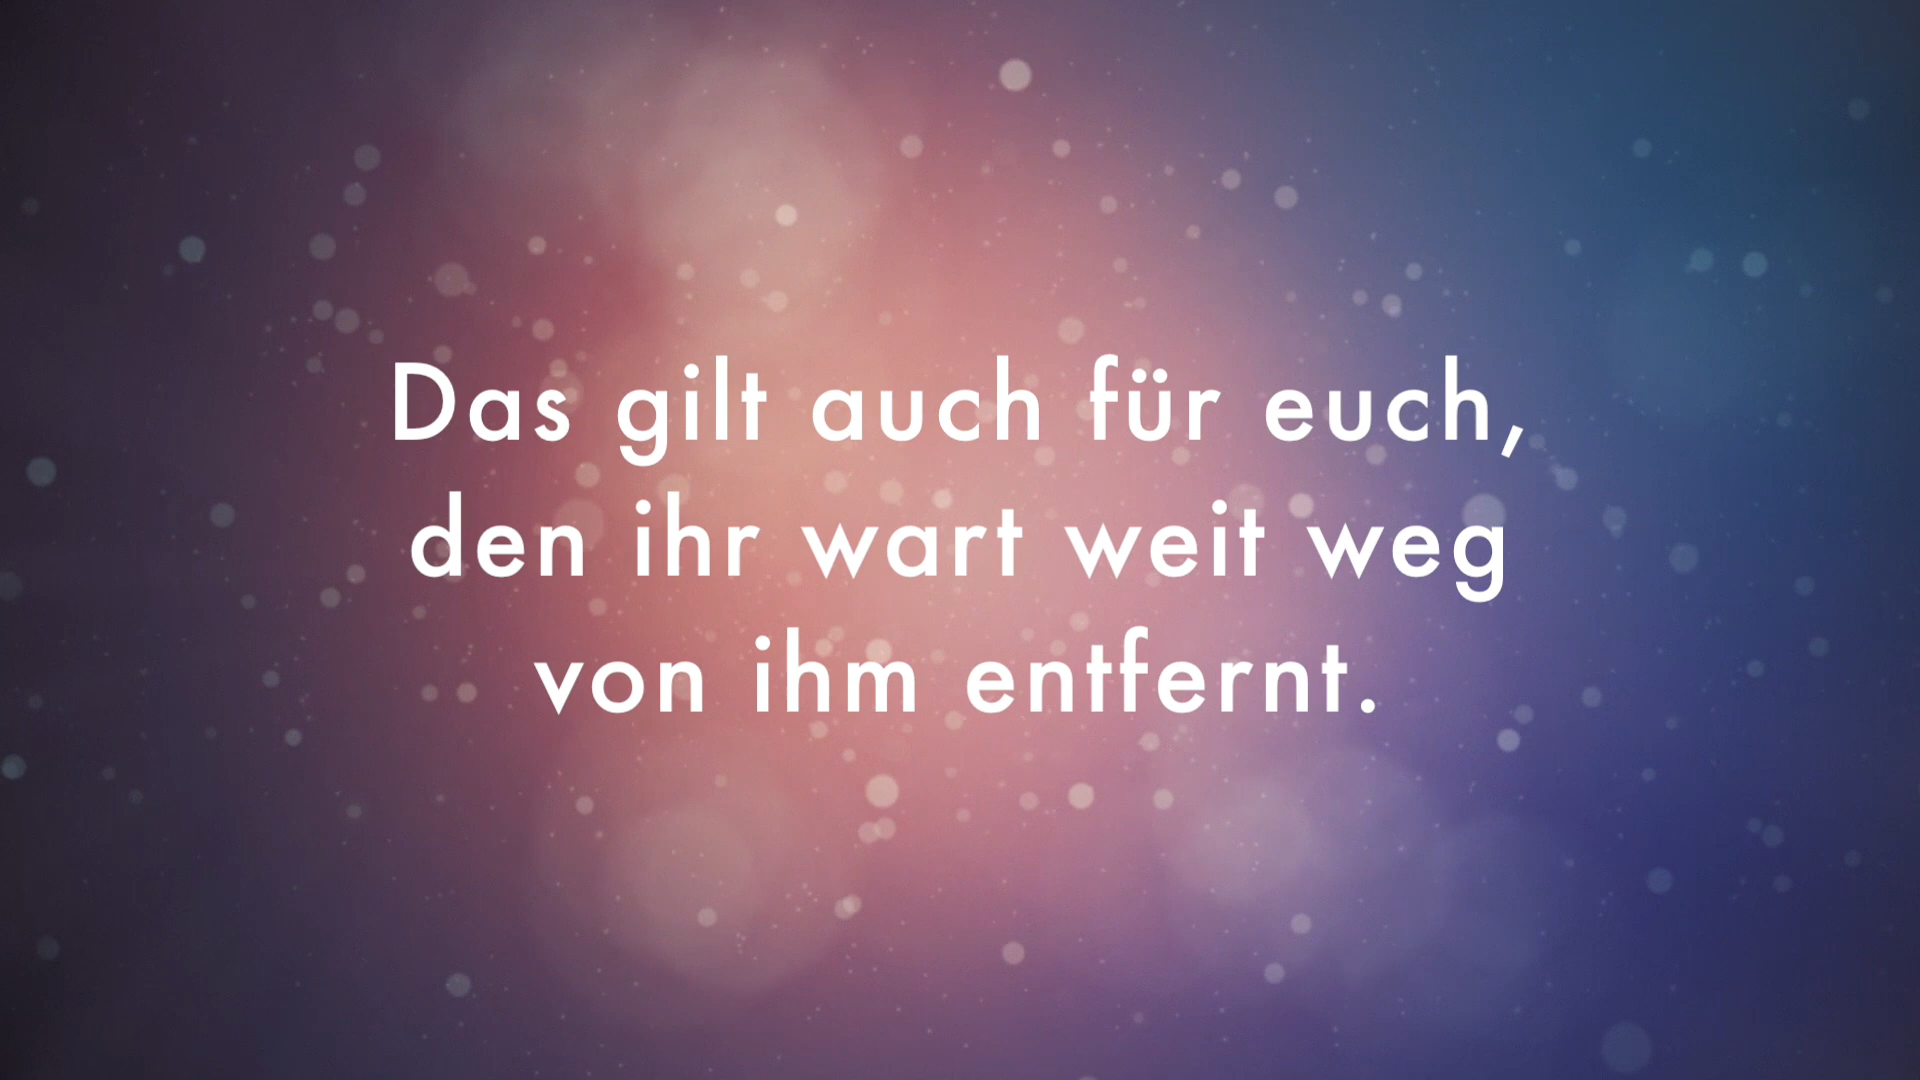 Das gilt auch für euch,
den ihr wart weit weg
von ihm entfernt.